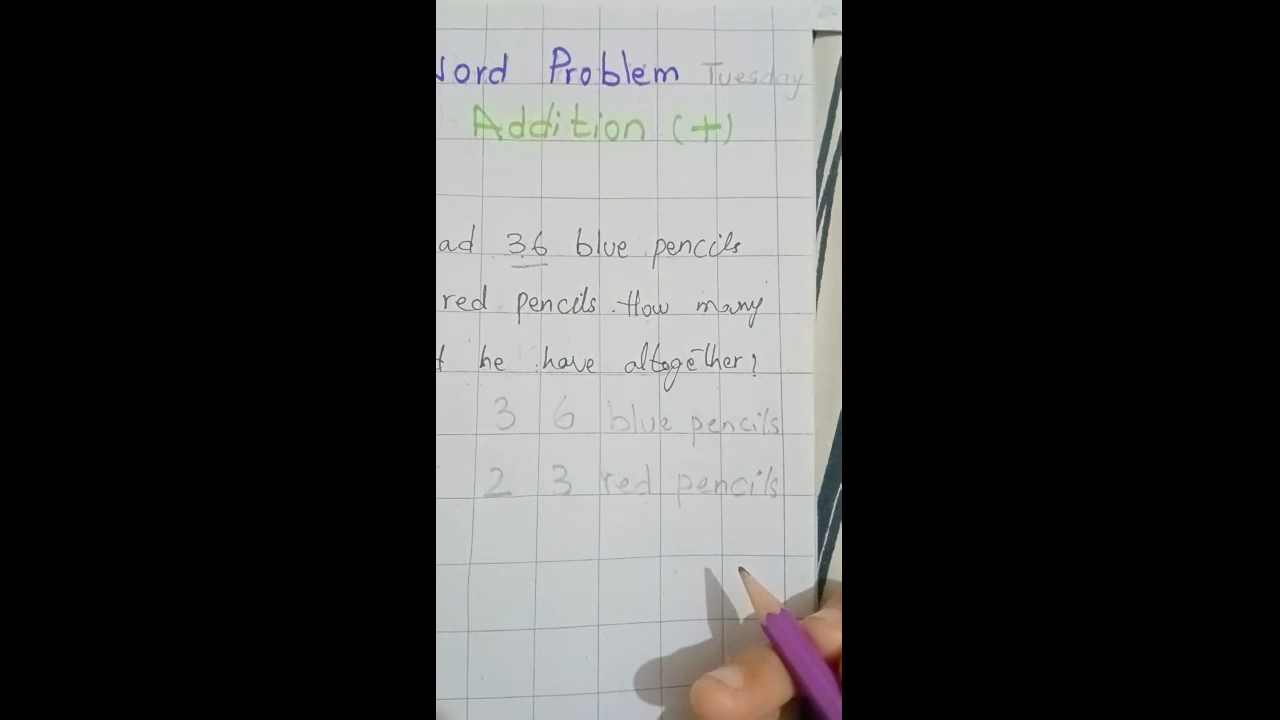 Word Problem Tuesday
Addition (+)
ad 36 blue pencils
red pencils. How many
he have altogether?
3 6 blue pencils
2 3 red pencils